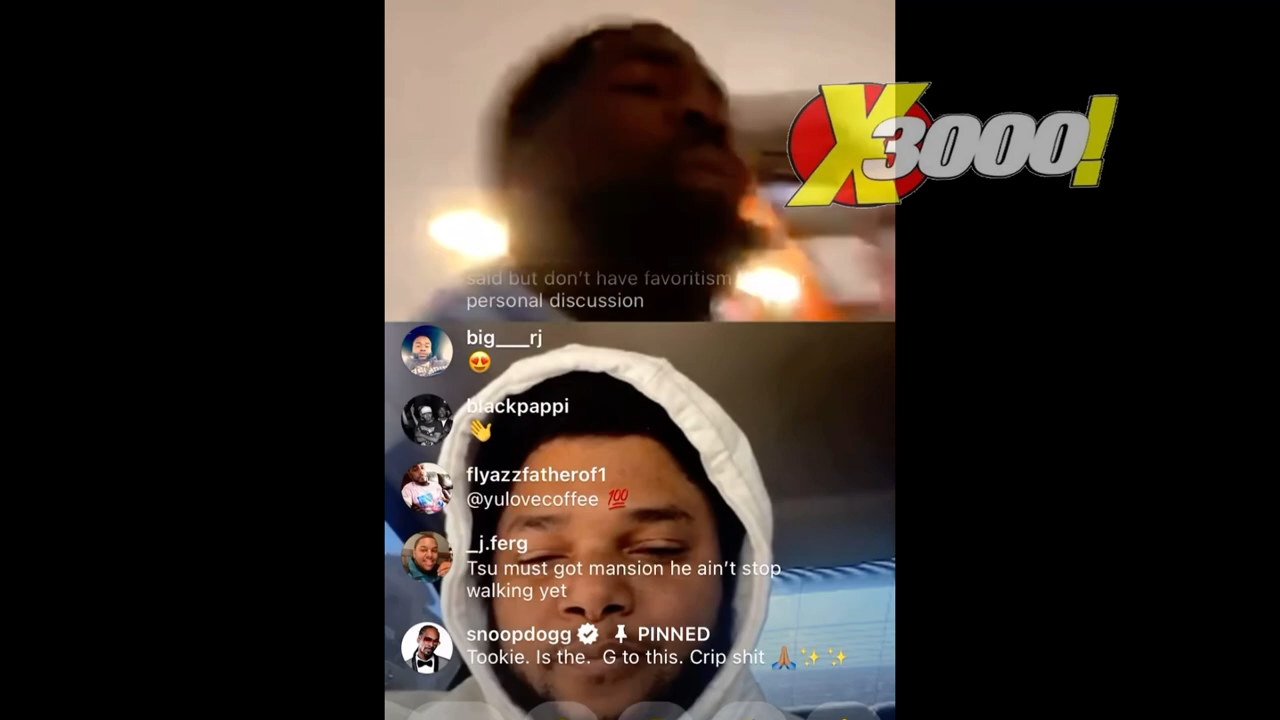 X3000!
said but don't have favoritism
personal discussion
big___rj
😍
blackpappi
👋
flyazzfatherof1
@yulovecoffee 💯
_j.ferg
Tsu must got mansion he ain't stop
walking yet
snoopdogg PINNED
Tookie. Is the.  G to this. Crip shit 🙏🏽✨✨